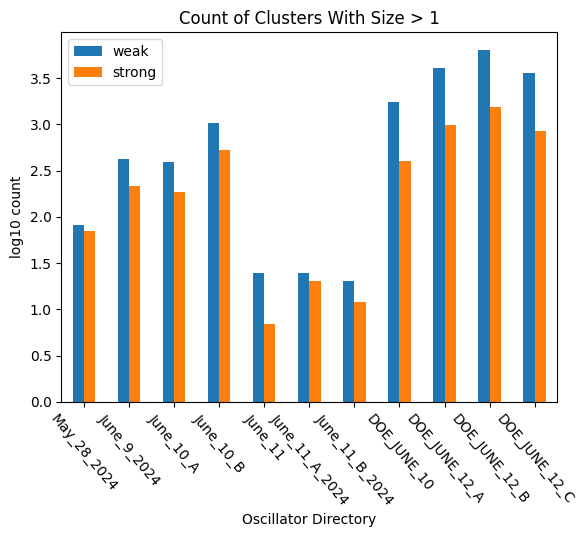 Count of Clusters With Size > 1
weak
strong
3.5
3.0
2.5
2.0
1.5
1.0
0.5
0.0
log10 count
May_28_2024
June_9_2024
June_10_A
June_10_B
June_11
June_11_A_2024
June_11_B_2024
DOE_JUNE_10
DOE_JUNE_12_A
DOE_JUNE_12_B
DOE_JUNE_12_C
Oscillator Directory